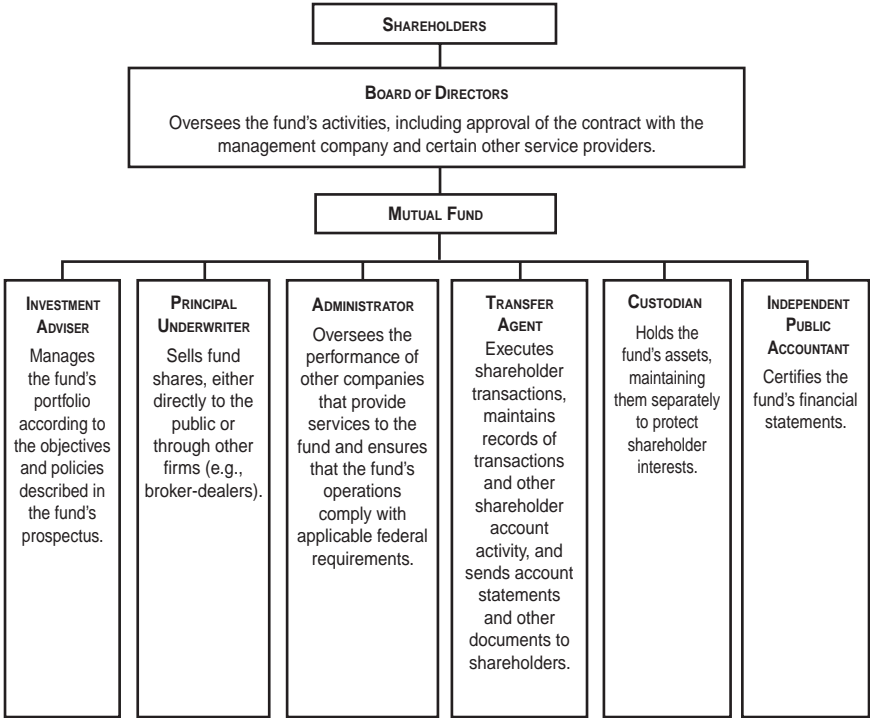 SHAREHOLDERS
BOARD OF DIRECTORS
Oversees the fund's activities, including approval of the contract with the
management company and certain other service providers.
MUTUAL FUND
INVESTMENT
ADVISER
Manages
the fund's
portfolio
according to
the objectives
and policies
described in
the fund's
prospectus.
PRINCIPAL
UNDERWRITER
Sells fund
shares, either
directly to the
public or
through other
firms (e.g.,
broker-dealers).
ADMINISTRATOR
Oversees the
performance of
other companies
that provide
services to the
fund and ensures
that the fund's
operations
comply with
applicable federal
requirements.
TRANSFER
AGENT
Executes
shareholder
transactions,
maintains
records of
transactions
and other
shareholder
account
activity, and
sends account
statements
and other
documents to
shareholders.
CUSTODIAN
Holds the
fund's assets,
maintaining
them separately
to protect
shareholder
interests.
INDEPENDENT
PUBLIC
ACCOUNTANT
Certifies the
fund's financial
statements.